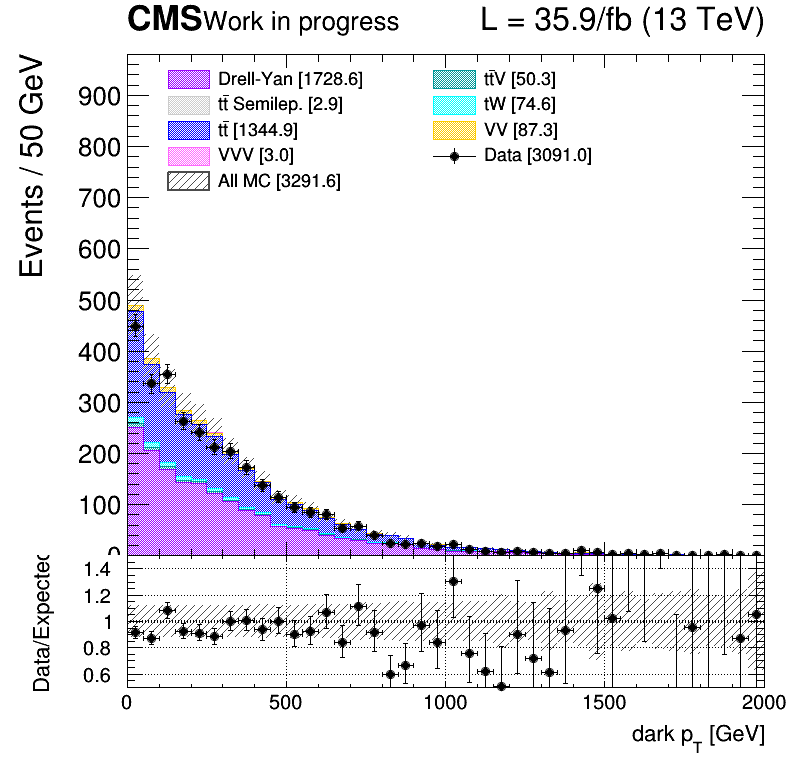 CMS Work in progress L = 35.9/fb (13 TeV)
Events / 50 GeV
Drell-Yan [1728.6]
tt̄ Semilep. [2.9]
tt̄ [1344.9]
VVV [3.0]
All MC [3291.6]
tt̄V [50.3]
tW [74.6]
VV [87.3]
Data [3091.0]
900
800
700
600
500
400
300
200
100
0
Data/Expected
1.4
1.2
1
0.8
0.6
0 500 1000 1500 2000
dark p_T [GeV]